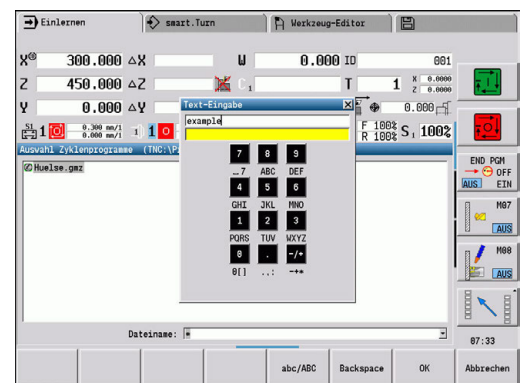 Einlernen smart.Turn Werkzeug-Editor
X 300.000 ΔX W 0.000 ID 001
Z 450.000 ΔZ C1 T 1 X 0.0000
Z 0.0000
Y 0.000 ΔY 0.000
S1 1 0.300 mm/1 1) 1 F 100% S1 100%
0.000 mm/1 R 100%
Auswahl Zyklenprogramme (TNC:\P
Huelse.gmz
Text-Eingabe
example
7 8 9
_.7 ABC DEF
4 5 6
GHI JKL MNO
1 2 3
PQRS TUV WXYZ
0 . -/+
0[] ..: -+*
Dateiname:
END PGM
OFF
AUS EIN
M07
AUS
M08
AUS
07:33
abc/ABC Backspace OK Abbrechen